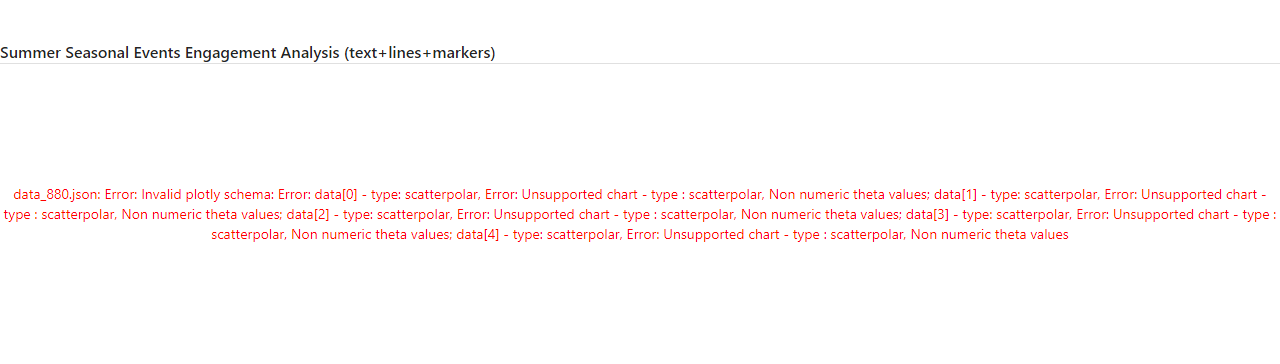 Summer Seasonal Events Engagement Analysis (text+lines+markers)
data_880.json: Error: Invalid plotly schema: Error: data[0] - type: scatterpolar, Error: Unsupported chart - type : scatterpolar, Non numeric theta values; data[1] - type: scatterpolar, Error: Unsupported chart -
type : scatterpolar, Non numeric theta values; data[2] - type: scatterpolar, Error: Unsupported chart - type : scatterpolar, Non numeric theta values; data[3] - type: scatterpolar, Error: Unsupported chart - type :
scatterpolar, Non numeric theta values; data[4] - type: scatterpolar, Error: Unsupported chart - type : scatterpolar, Non numeric theta values